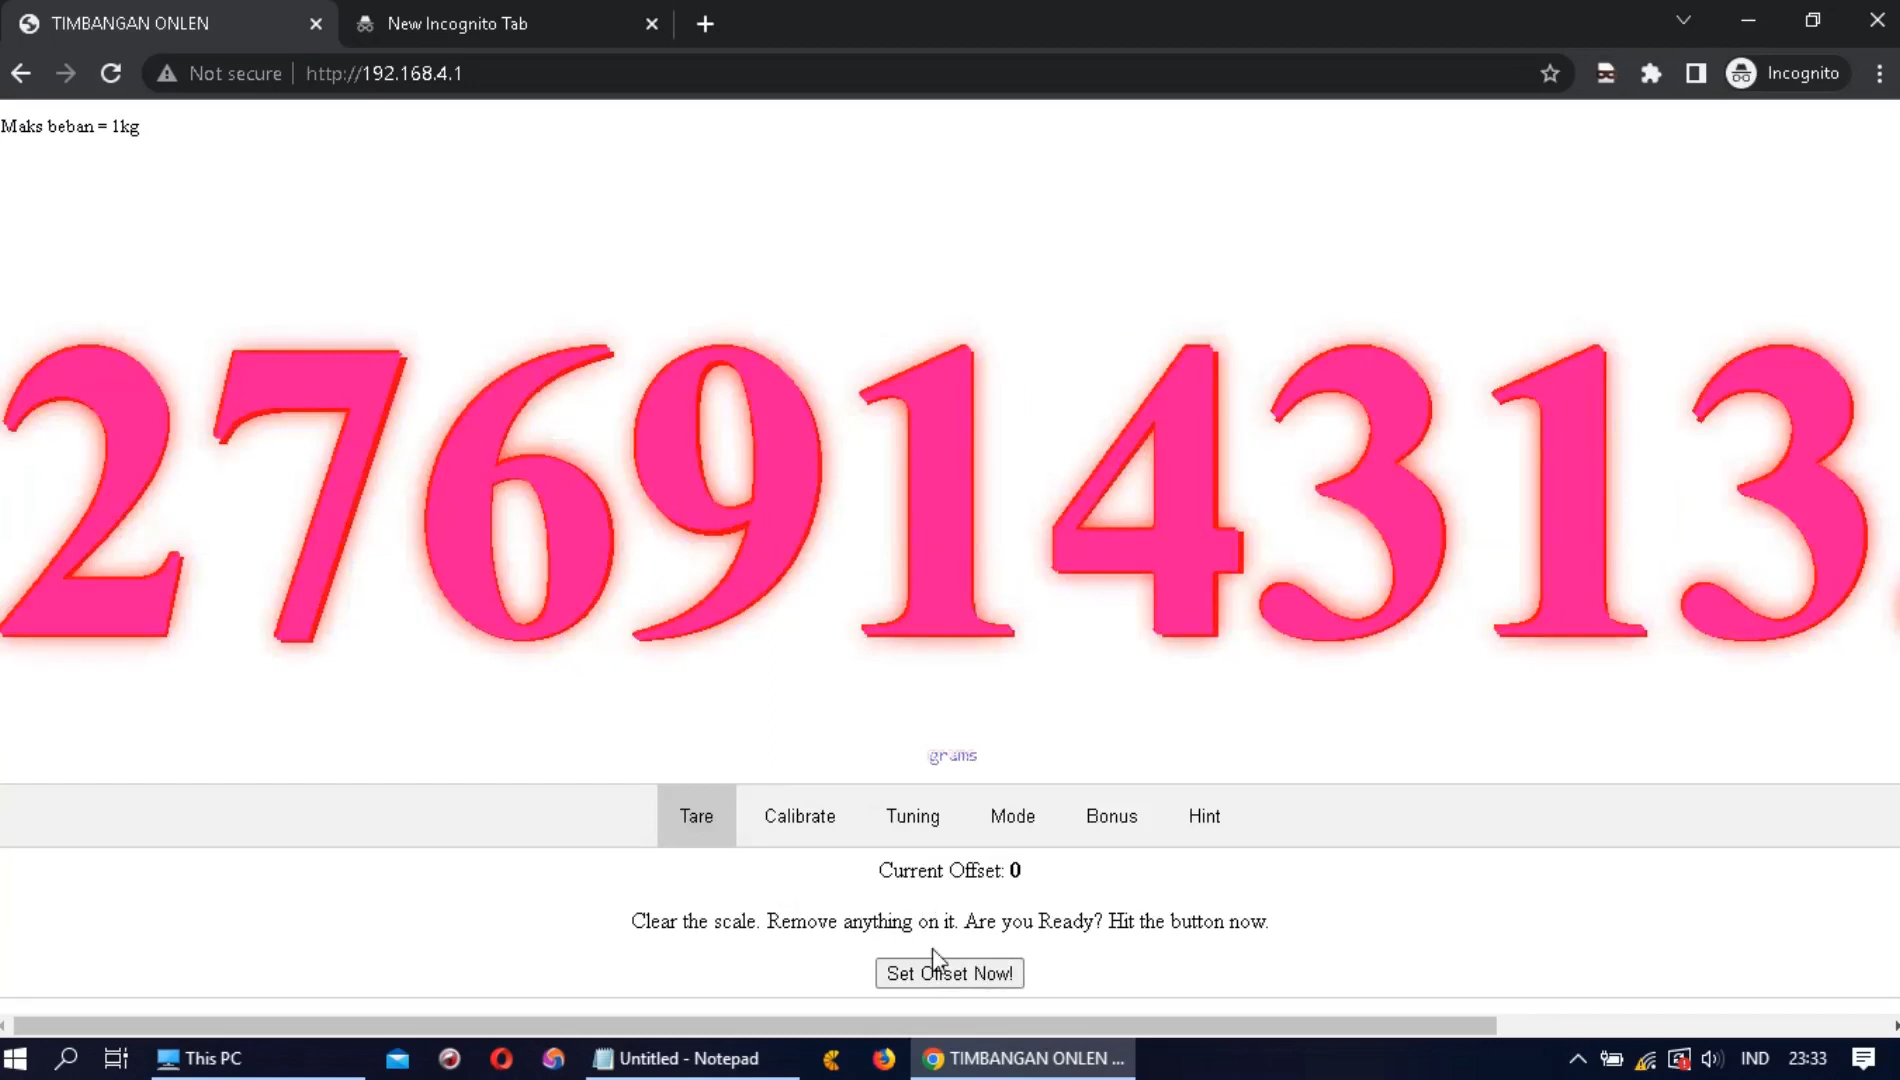 TIMBANGAN ONLEN
New Incognito Tab
Not secure
http://192.168.4.1
Incognito
Maks beban = 1kg
276914313.
grams
Tare
Calibrate
Tuning
Mode
Bonus
Hint
Current Offset: 0
Clear the scale. Remove anything on it. Are you Ready? Hit the button now.
Set Offset Now!
This PC
Untitled - Notepad
TIMBANGAN ONLEN ...
IND
23:33